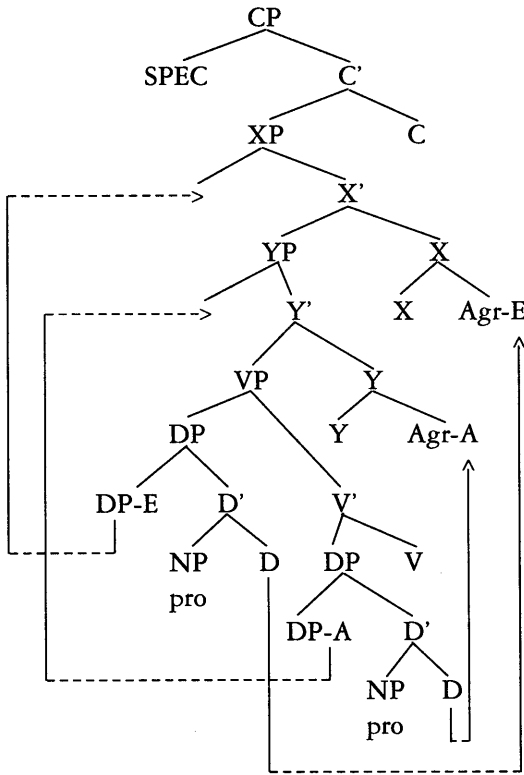 CP
SPEC C'
XP C
X'
YP X
Y' X Agr-E
VP Y
DP Y Agr-A
DP-E D' V'
NP D DP V
pro
DP-A D'
NP D
pro